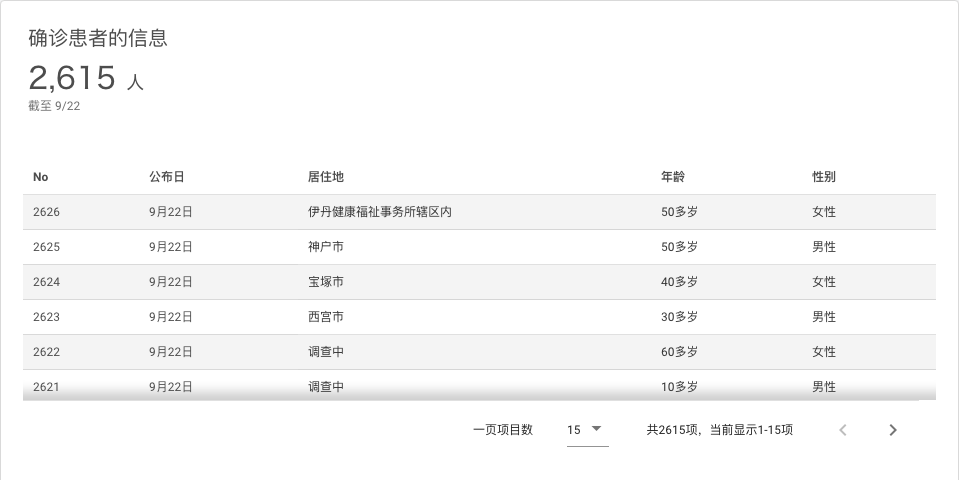 确诊患者的信息
2,615 人
截至 9/22
No 公布日 居住地 年龄 性别
2626 9月22日 伊丹健康福祉事务所辖区内 50多岁 女性
2625 9月22日 神户市 50多岁 男性
2624 9月22日 宝塚市 40多岁 女性
2623 9月22日 西宫市 30多岁 男性
2622 9月22日 调查中 60多岁 女性
2621 9月22日 调查中 10多岁 男性
一页项目数 15 共2615项，当前显示1-15项